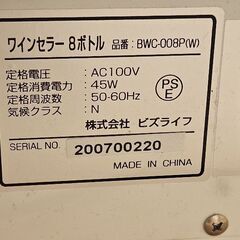 ワインセラー 8ボトル 品番：BWC-008P(W)
定格電圧： AC100V
定格消費電力： 45W
定格周波数： 50-60Hz
気候クラス： N
PS
E
株式会社 ビズライフ
SERIAL NO. 200700220
MADE IN CHINA